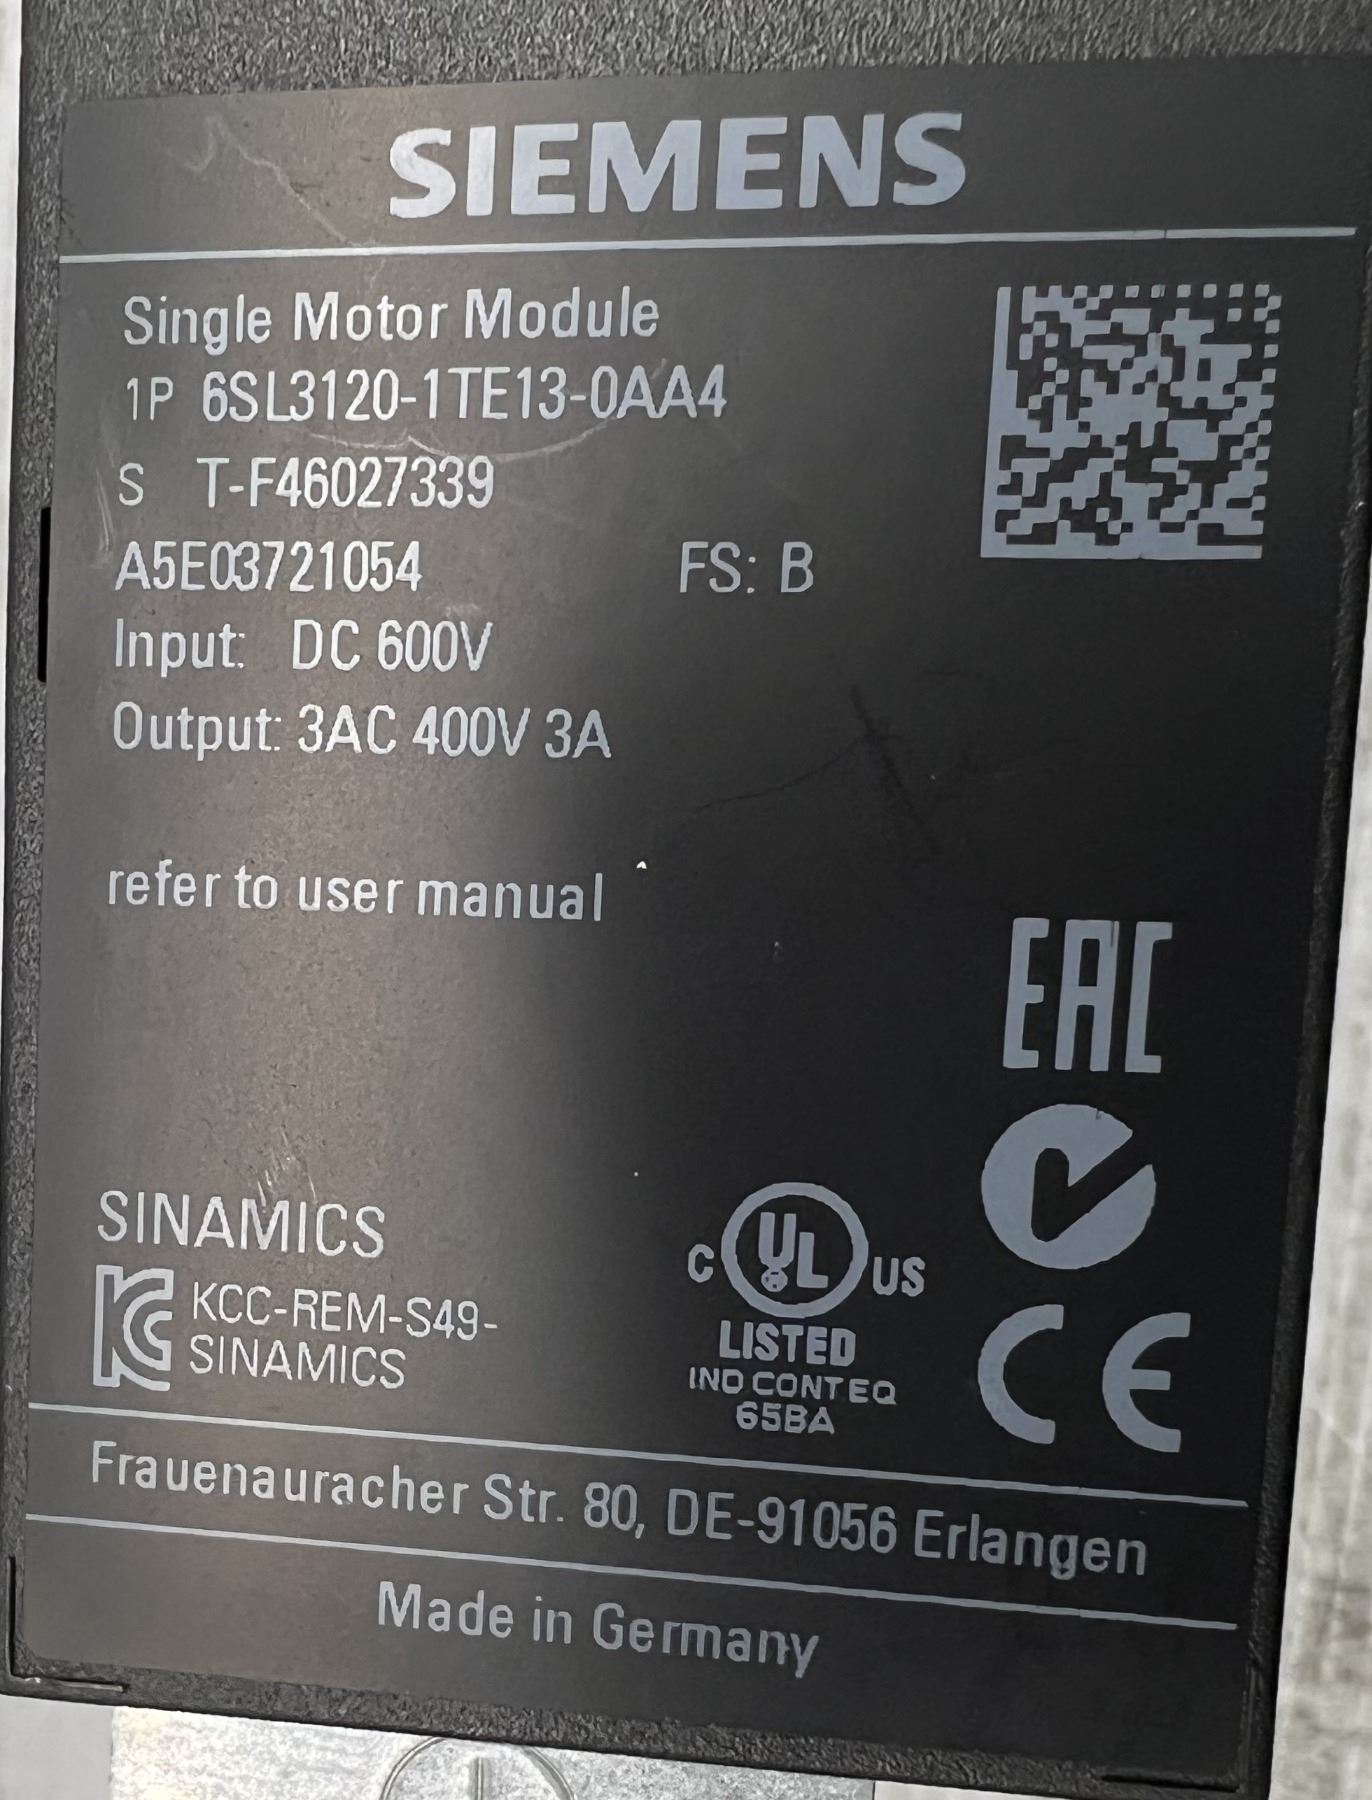 SIEMENS
Single Motor Module
1P 6SL3120-1TE13-0AA4
S T-F46027339
A5E03721054 FS: B
Input: DC 600V
Output: 3AC 400V 3A
refer to user manual
EAC
SINAMICS
KCC-REM-S49-
SINAMICS
C UL US
LISTED
IND CONT EQ
65BA
CE
Frauenauracher Str. 80, DE-91056 Erlangen
Made in Germany